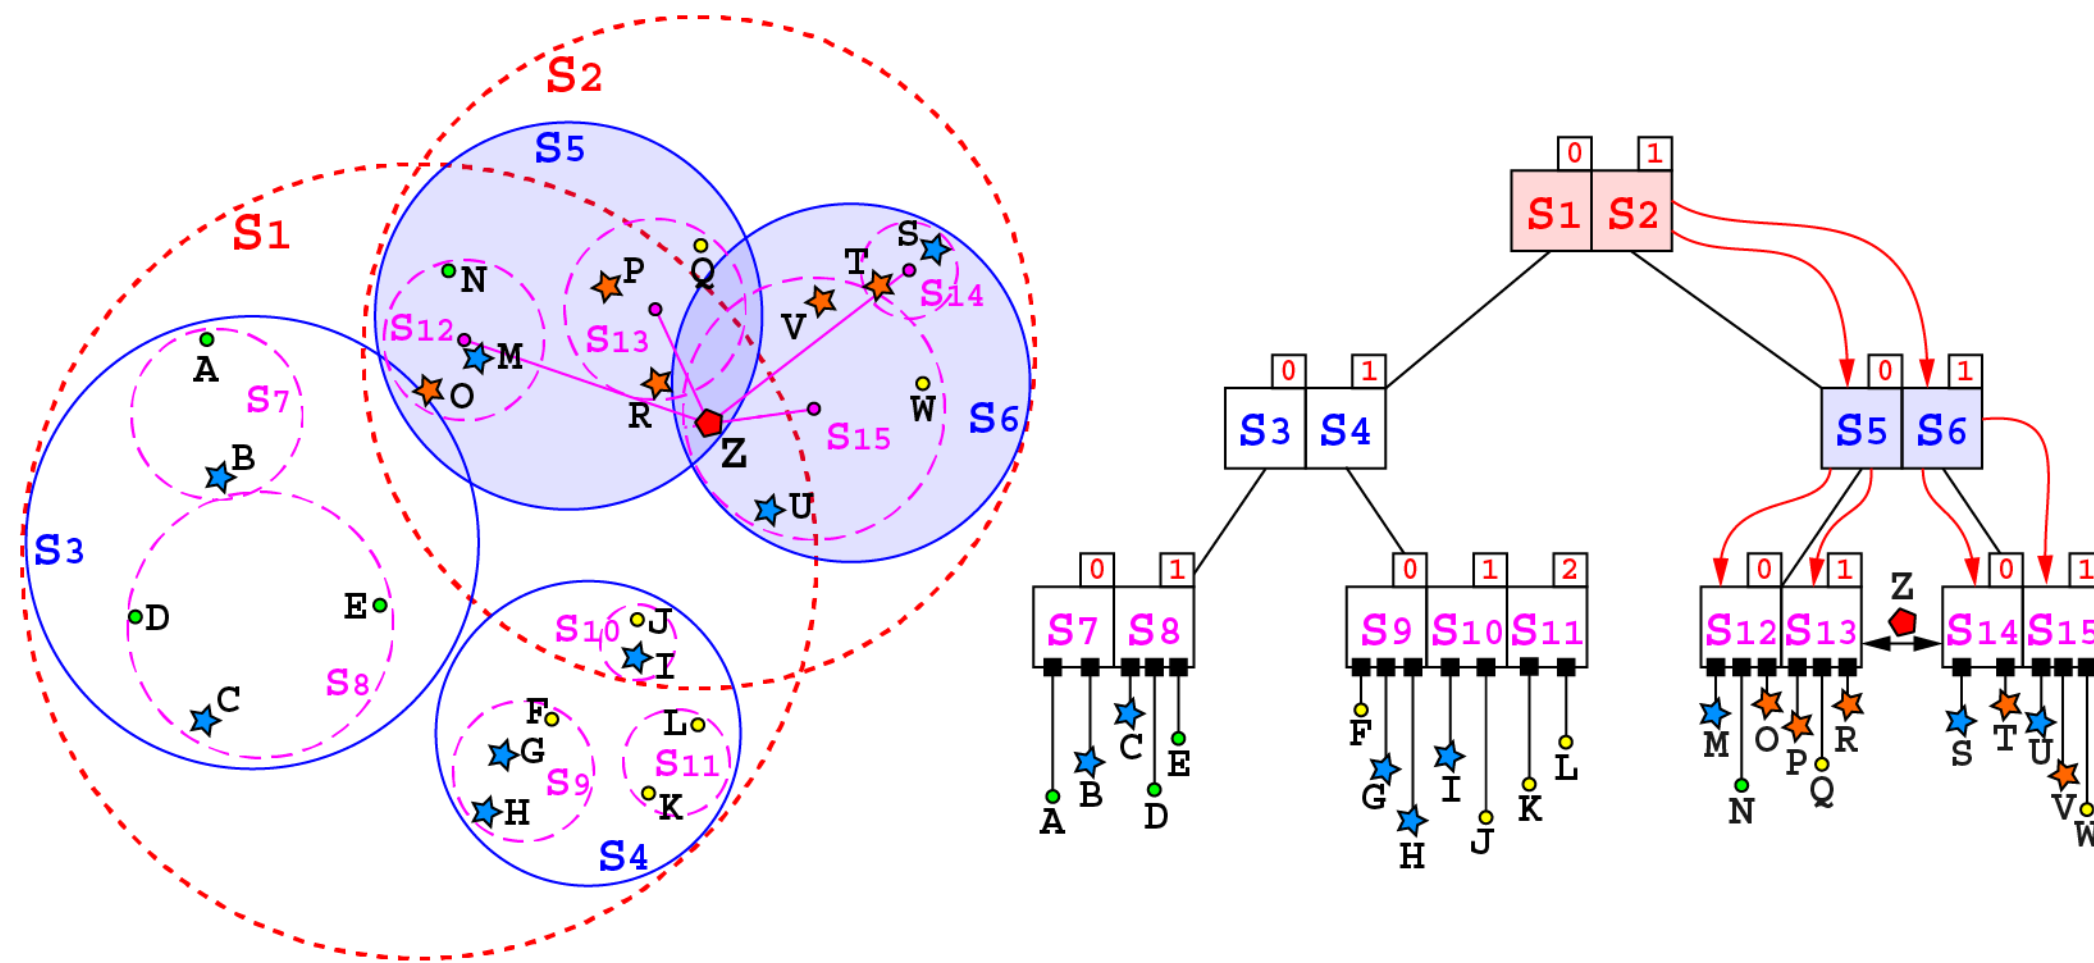 S2
S5
S1
S
T
P
Q
N
S14
S12
S13
V
M
A
O
S7
R
W
S6
S15
B
Z
U
S3
E
D
J
S10
I
S8
C
F
L
G
S9
S11
H
K
S4
0 1
S1 S2
0 1
0 1
S3 S4
S5 S6
0 1
0 1 2
0 1
Z
0 1
S7 S8
S9 S10 S11
S12 S13
S14 S15
A B C D E
F G H I J K L
M N O P Q R
S T U V W